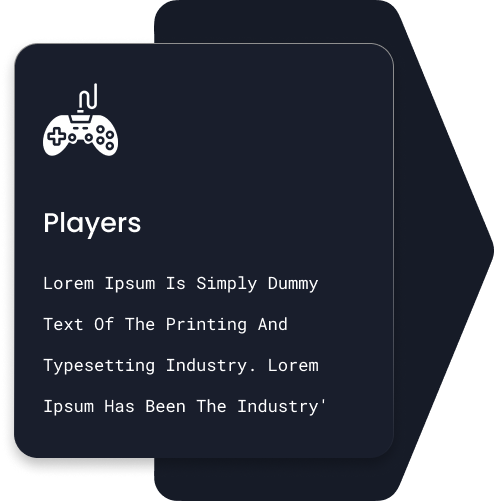 Players
Lorem Ipsum Is Simply Dummy
Text Of The Printing And
Typesetting Industry. Lorem
Ipsum Has Been The Industry'